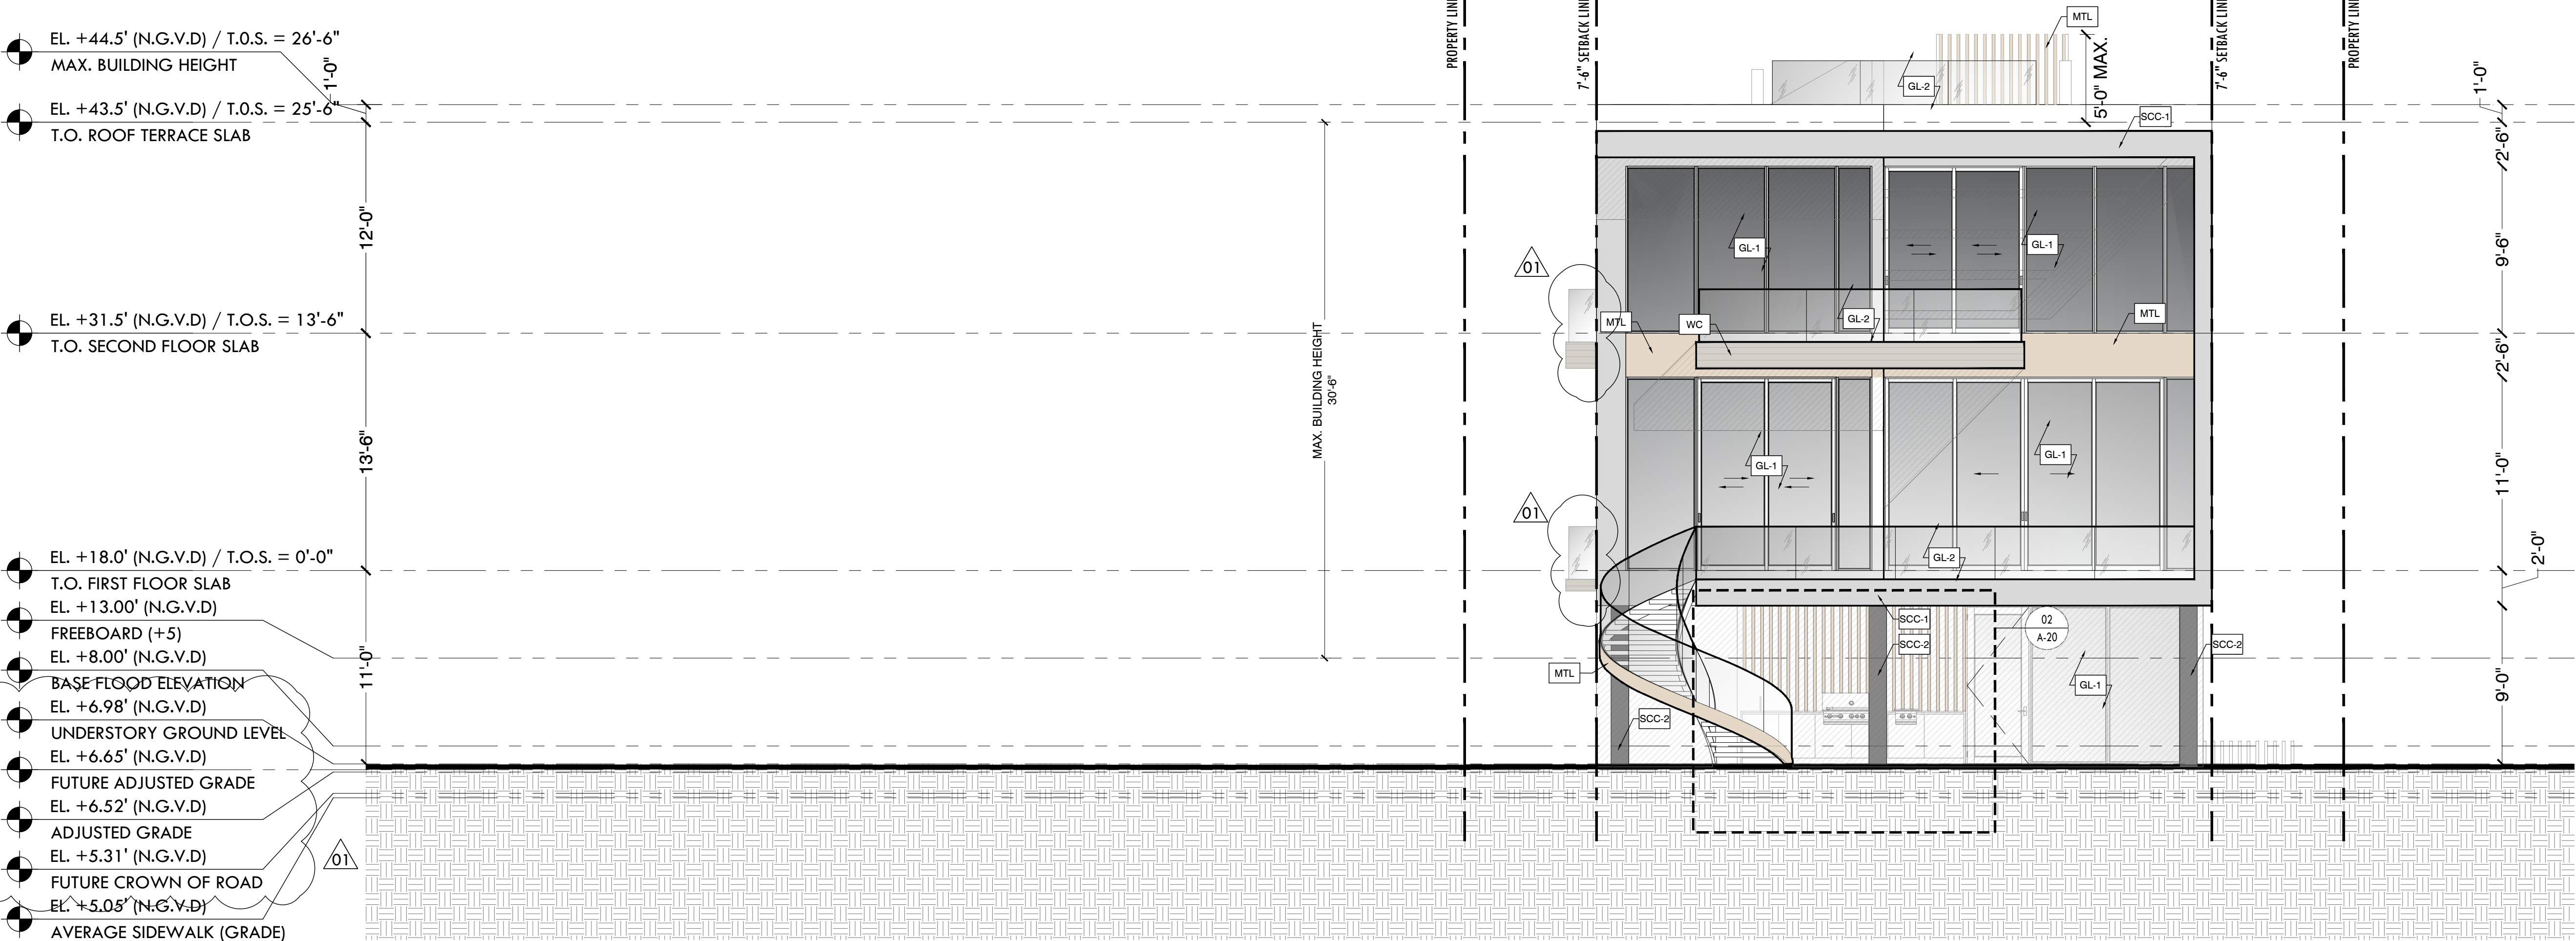 EL. +44.5' (N.G.V.D) / T.0.S. = 26'-6"
MAX. BUILDING HEIGHT
1'-0"
EL. +43.5' (N.G.V.D) / T.0.S. = 25'-6"
T.O. ROOF TERRACE SLAB
12'-0"
EL. +31.5' (N.G.V.D) / T.O.S. = 13'-6"
T.O. SECOND FLOOR SLAB
13'-6"
EL. +18.0' (N.G.V.D) / T.O.S. = 0'-0"
T.O. FIRST FLOOR SLAB
EL. +13.00' (N.G.V.D)
FREEBOARD (+5)
EL. +8.00' (N.G.V.D)
BASE FLOOD ELEVATION
11'-0"
EL. +6.98' (N.G.V.D)
UNDERSTORY GROUND LEVEL
EL. +6.65' (N.G.V.D)
FUTURE ADJUSTED GRADE
EL. +6.52' (N.G.V.D)
ADJUSTED GRADE
EL. +5.31' (N.G.V.D)
FUTURE CROWN OF ROAD
EL. +5.05' (N.G.V.D)
AVERAGE SIDEWALK (GRADE)
01
MAX. BUILDING HEIGHT
30'-6"
PROPERTY LINE
7'-6" SETBACK LINE
7'-6" SETBACK LINE
PROPERTY LINE
MTL
GL-2
5'-0" MAX.
SCC-1
01
GL-1
GL-1
MTL
WC
GL-2
MTL
GL-1
GL-1
01
GL-2
SCC-1
SCC-2
02
A-20
SCC-2
MTL
GL-1
SCC-2
1'-0"
2'-6"
9'-6"
2'-6"
11'-0"
2'-0"
9'-0"